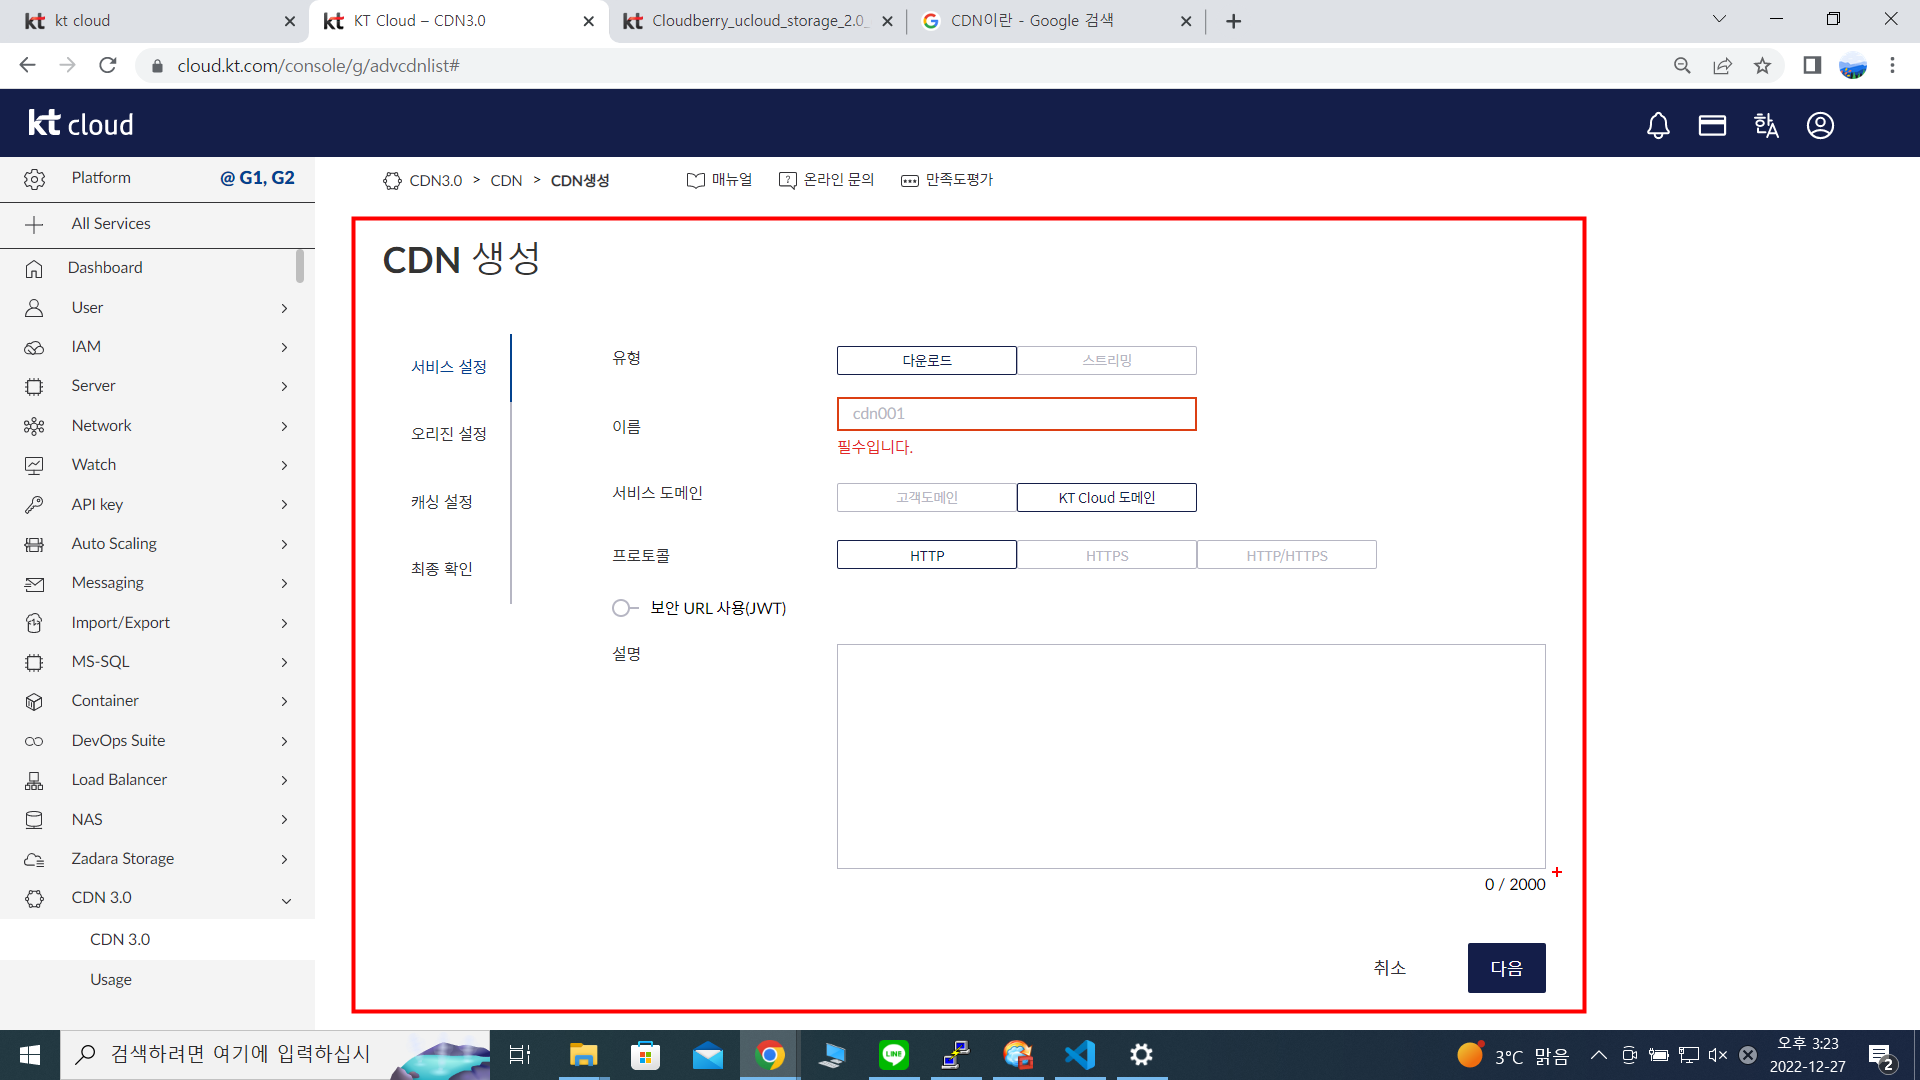 kt kt cloud
kt KT Cloud – CDN3.0
kt Cloudberry_ucloud_storage_2.0_
G CDN이란 - Google 검색
cloud.kt.com/console/g/advcdnlist#
kt cloud
한A
Platform @ G1, G2
All Services
Dashboard
User
IAM
Server
Network
Watch
API key
Auto Scaling
Messaging
Import/Export
MS-SQL
Container
DevOps Suite
Load Balancer
NAS
Zadara Storage
CDN 3.0
CDN 3.0
Usage
CDN3.0 > CDN > CDN생성
매뉴얼
온라인 문의
만족도평가
CDN 생성
서비스 설정
오리진 설정
캐싱 설정
최종 확인
유형 다운로드 스트리밍
이름 cdn001
필수입니다.
서비스 도메인 고객도메인 KT Cloud 도메인
프로토콜 HTTP HTTPS HTTP/HTTPS
보안 URL 사용(JWT)
설명
0 / 2000
취소 다음
검색하려면 여기에 입력하십시
LINE
3°C 맑음
오후 3:23
2022-12-27
2